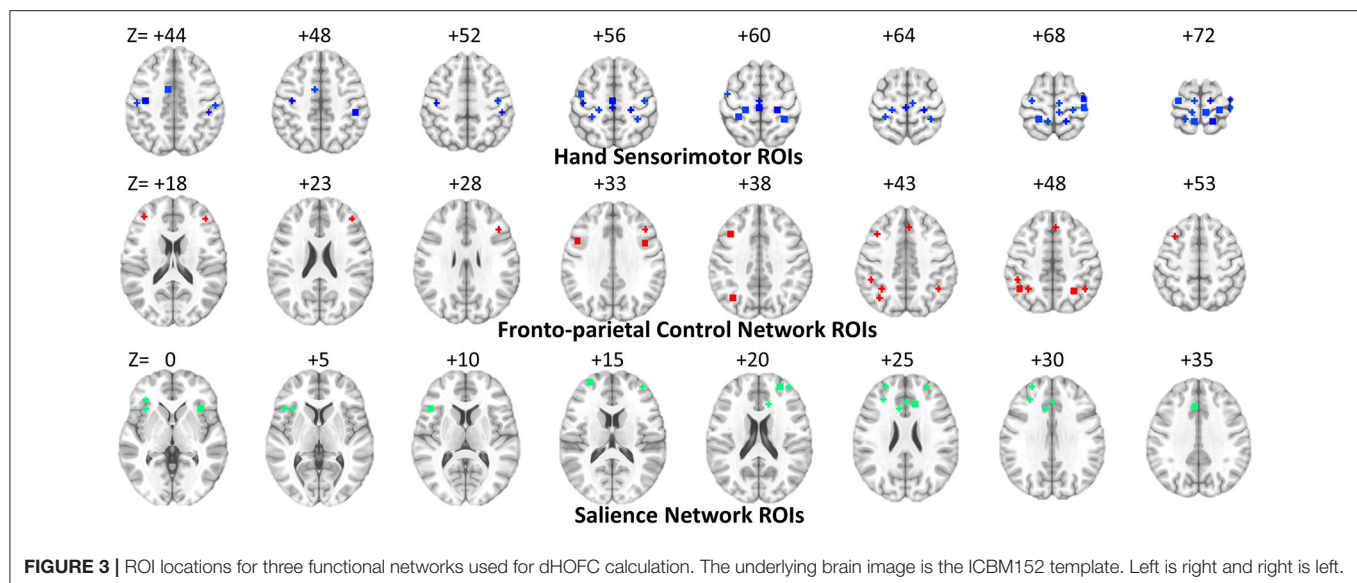 Z= +44 +48 +52 +56 +60 +64 +68 +72
Hand Sensorimotor ROIs
Z= +18 +23 +28 +33 +38 +43 +48 +53
Fronto-parietal Control Network ROIs
Z= 0 +5 +10 +15 +20 +25 +30 +35
Salience Network ROIs
FIGURE 3 | ROI locations for three functional networks used for dHOFC calculation. The underlying brain image is the ICBM152 template. Left is right and right is left.